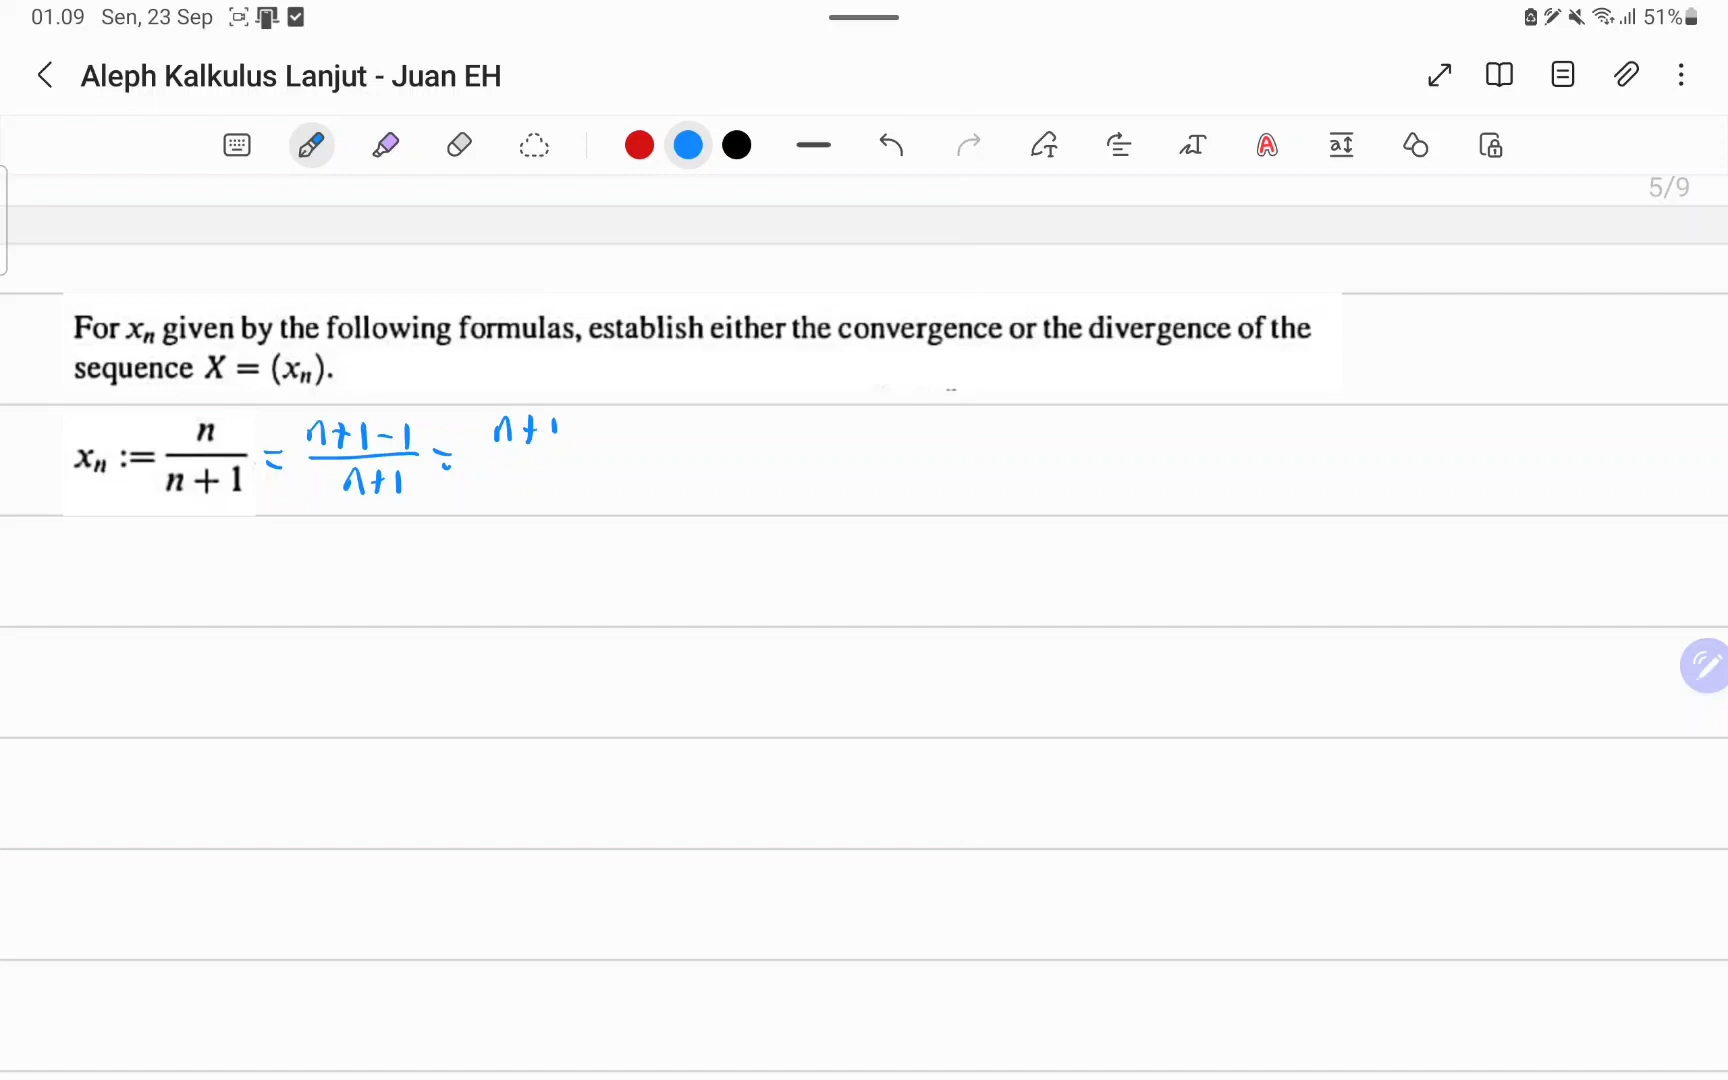 01.09 Sen, 23 Sep 51%
Aleph Kalkulus Lanjut - Juan EH
5/9
For xₙ given by the following formulas, establish either the convergence or the divergence of the
sequence X = (xₙ).
xₙ := n/(n + 1) = (n+1-1)/(n+1) = n+1